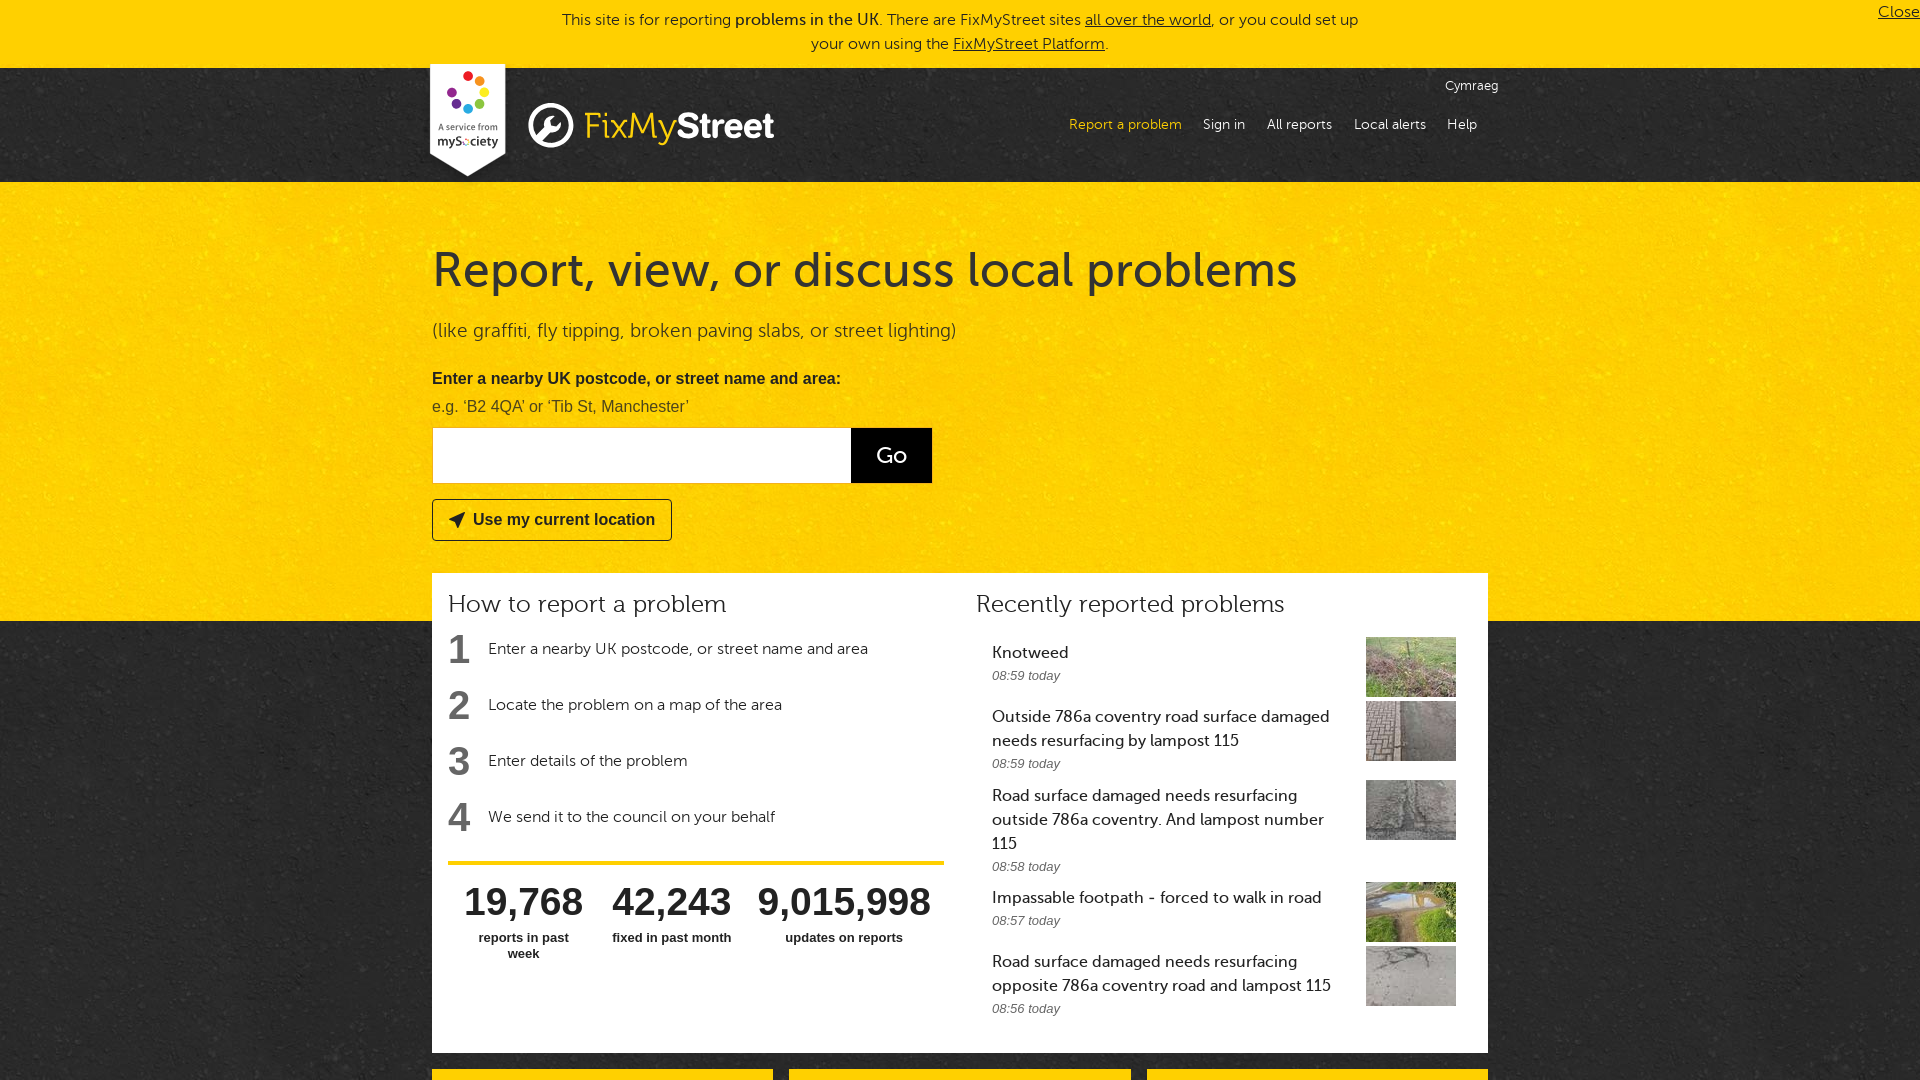 This site is for reporting problems in the UK. There are FixMyStreet sites all over the world, or you could set up
your own using the FixMyStreet Platform.
Close
A service from
mySociety
FixMyStreet
Cymraeg
Report a problem
Sign in
All reports
Local alerts
Help
Report, view, or discuss local problems
(like graffiti, fly tipping, broken paving slabs, or street lighting)
Enter a nearby UK postcode, or street name and area:
e.g. ‘B2 4QA’ or ‘Tib St, Manchester’
Go
Use my current location
How to report a problem
1 Enter a nearby UK postcode, or street name and area
2 Locate the problem on a map of the area
3 Enter details of the problem
4 We send it to the council on your behalf
19,768
reports in past
week
42,243
fixed in past month
9,015,998
updates on reports
Recently reported problems
Knotweed
08:59 today
Outside 786a coventry road surface damaged
needs resurfacing by lampost 115
08:59 today
Road surface damaged needs resurfacing
outside 786a coventry. And lampost number
115
08:58 today
Impassable footpath - forced to walk in road
08:57 today
Road surface damaged needs resurfacing
opposite 786a coventry road and lampost 115
08:56 today